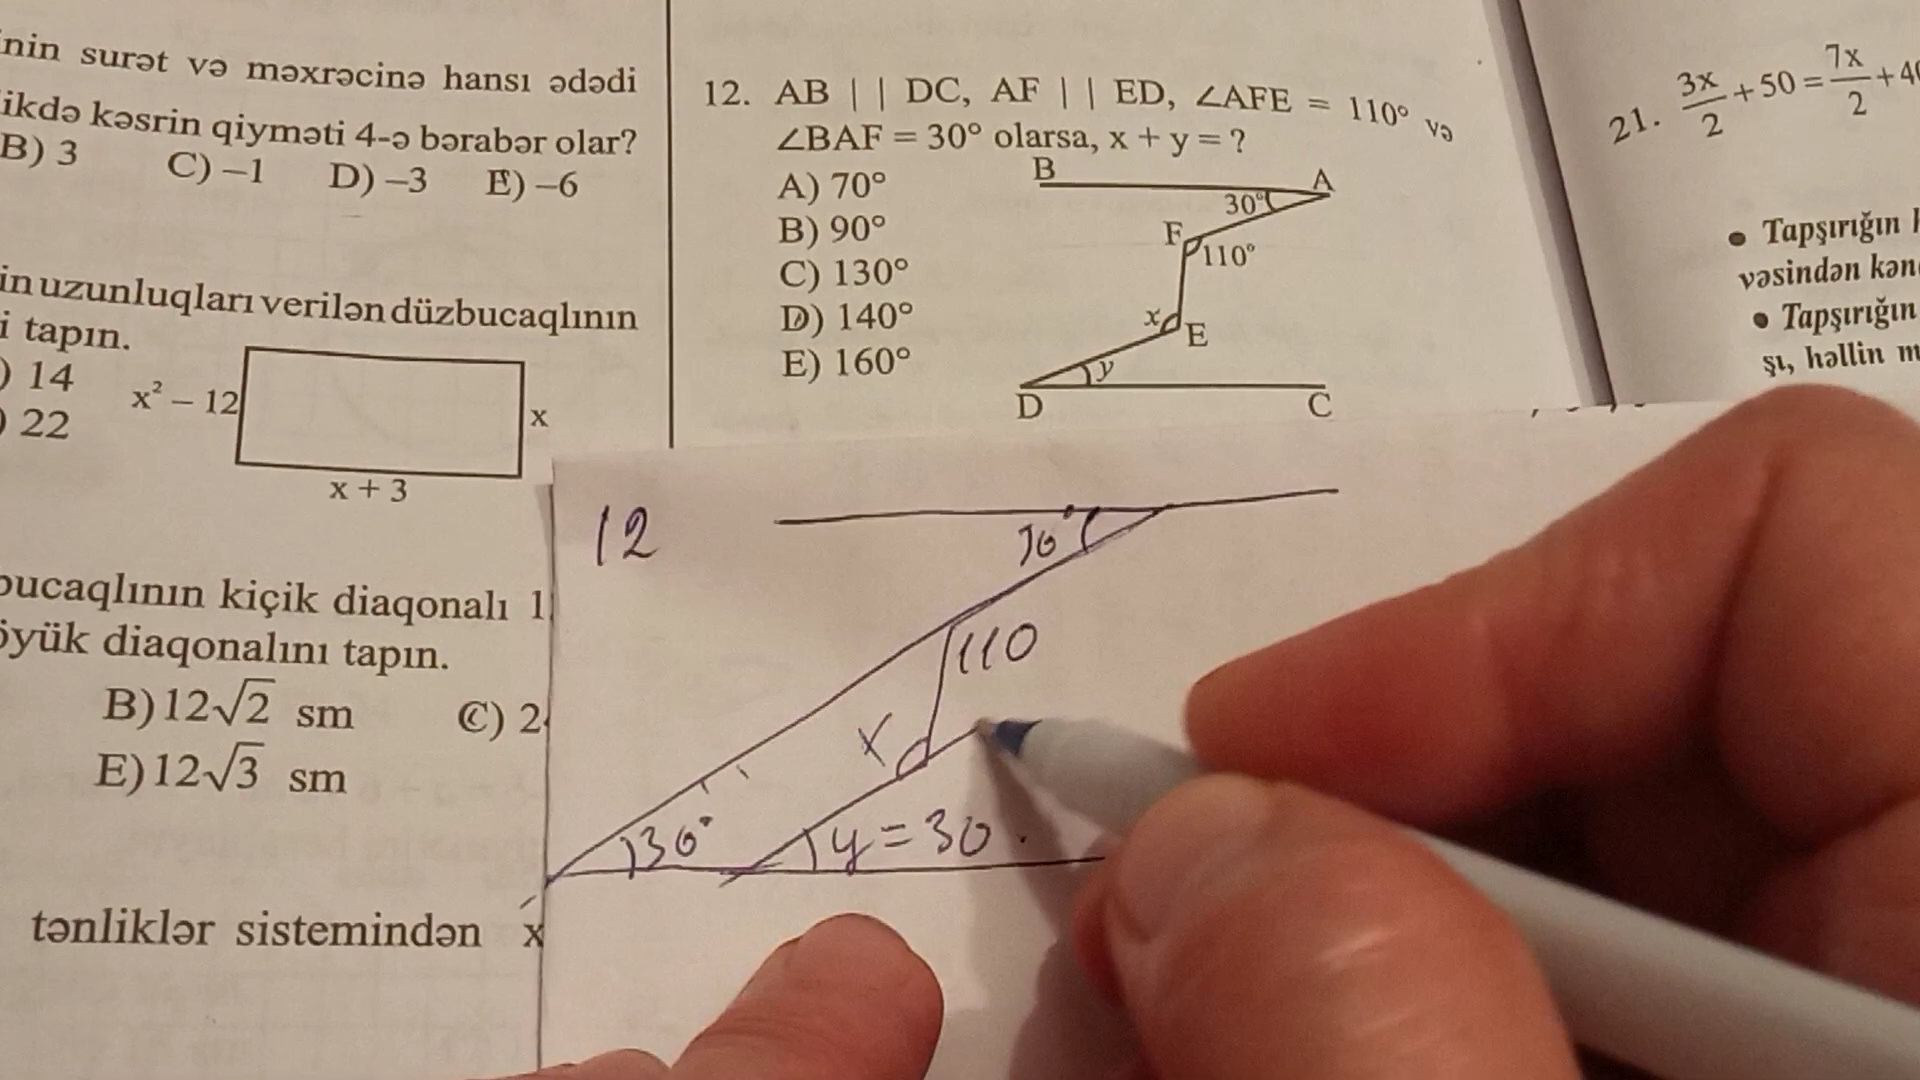 nin surət və məxrəcinə hansı ədədi
ikdə kəsrin qiyməti 4-ə bərabər olar?
B) 3 C) –1 D) –3 E) –6
in uzunluqları verilən düzbucaqlının
i tapın.
) 14
) 22
x² – 12
x
x + 3
bucaqlının kiçik diaqonalı 1
öyük diaqonalını tapın.
B) 12√2 sm C) 2
E) 12√3 sm
tənliklər sistemindən x
12. AB | | DC, AF | | ED, ∠AFE = 110° və
∠BAF = 30° olarsa, x + y = ?
A) 70°
B) 90°
C) 130°
D) 140°
E) 160°
B A
30°
F
110°
x E
y
D C
21. 3x/2 + 50 = 7x/2 + 40
• Tapşırığın
vəsindən kən
• Tapşırığın
şı, həllin m
12
30°
110
x
30° y = 30